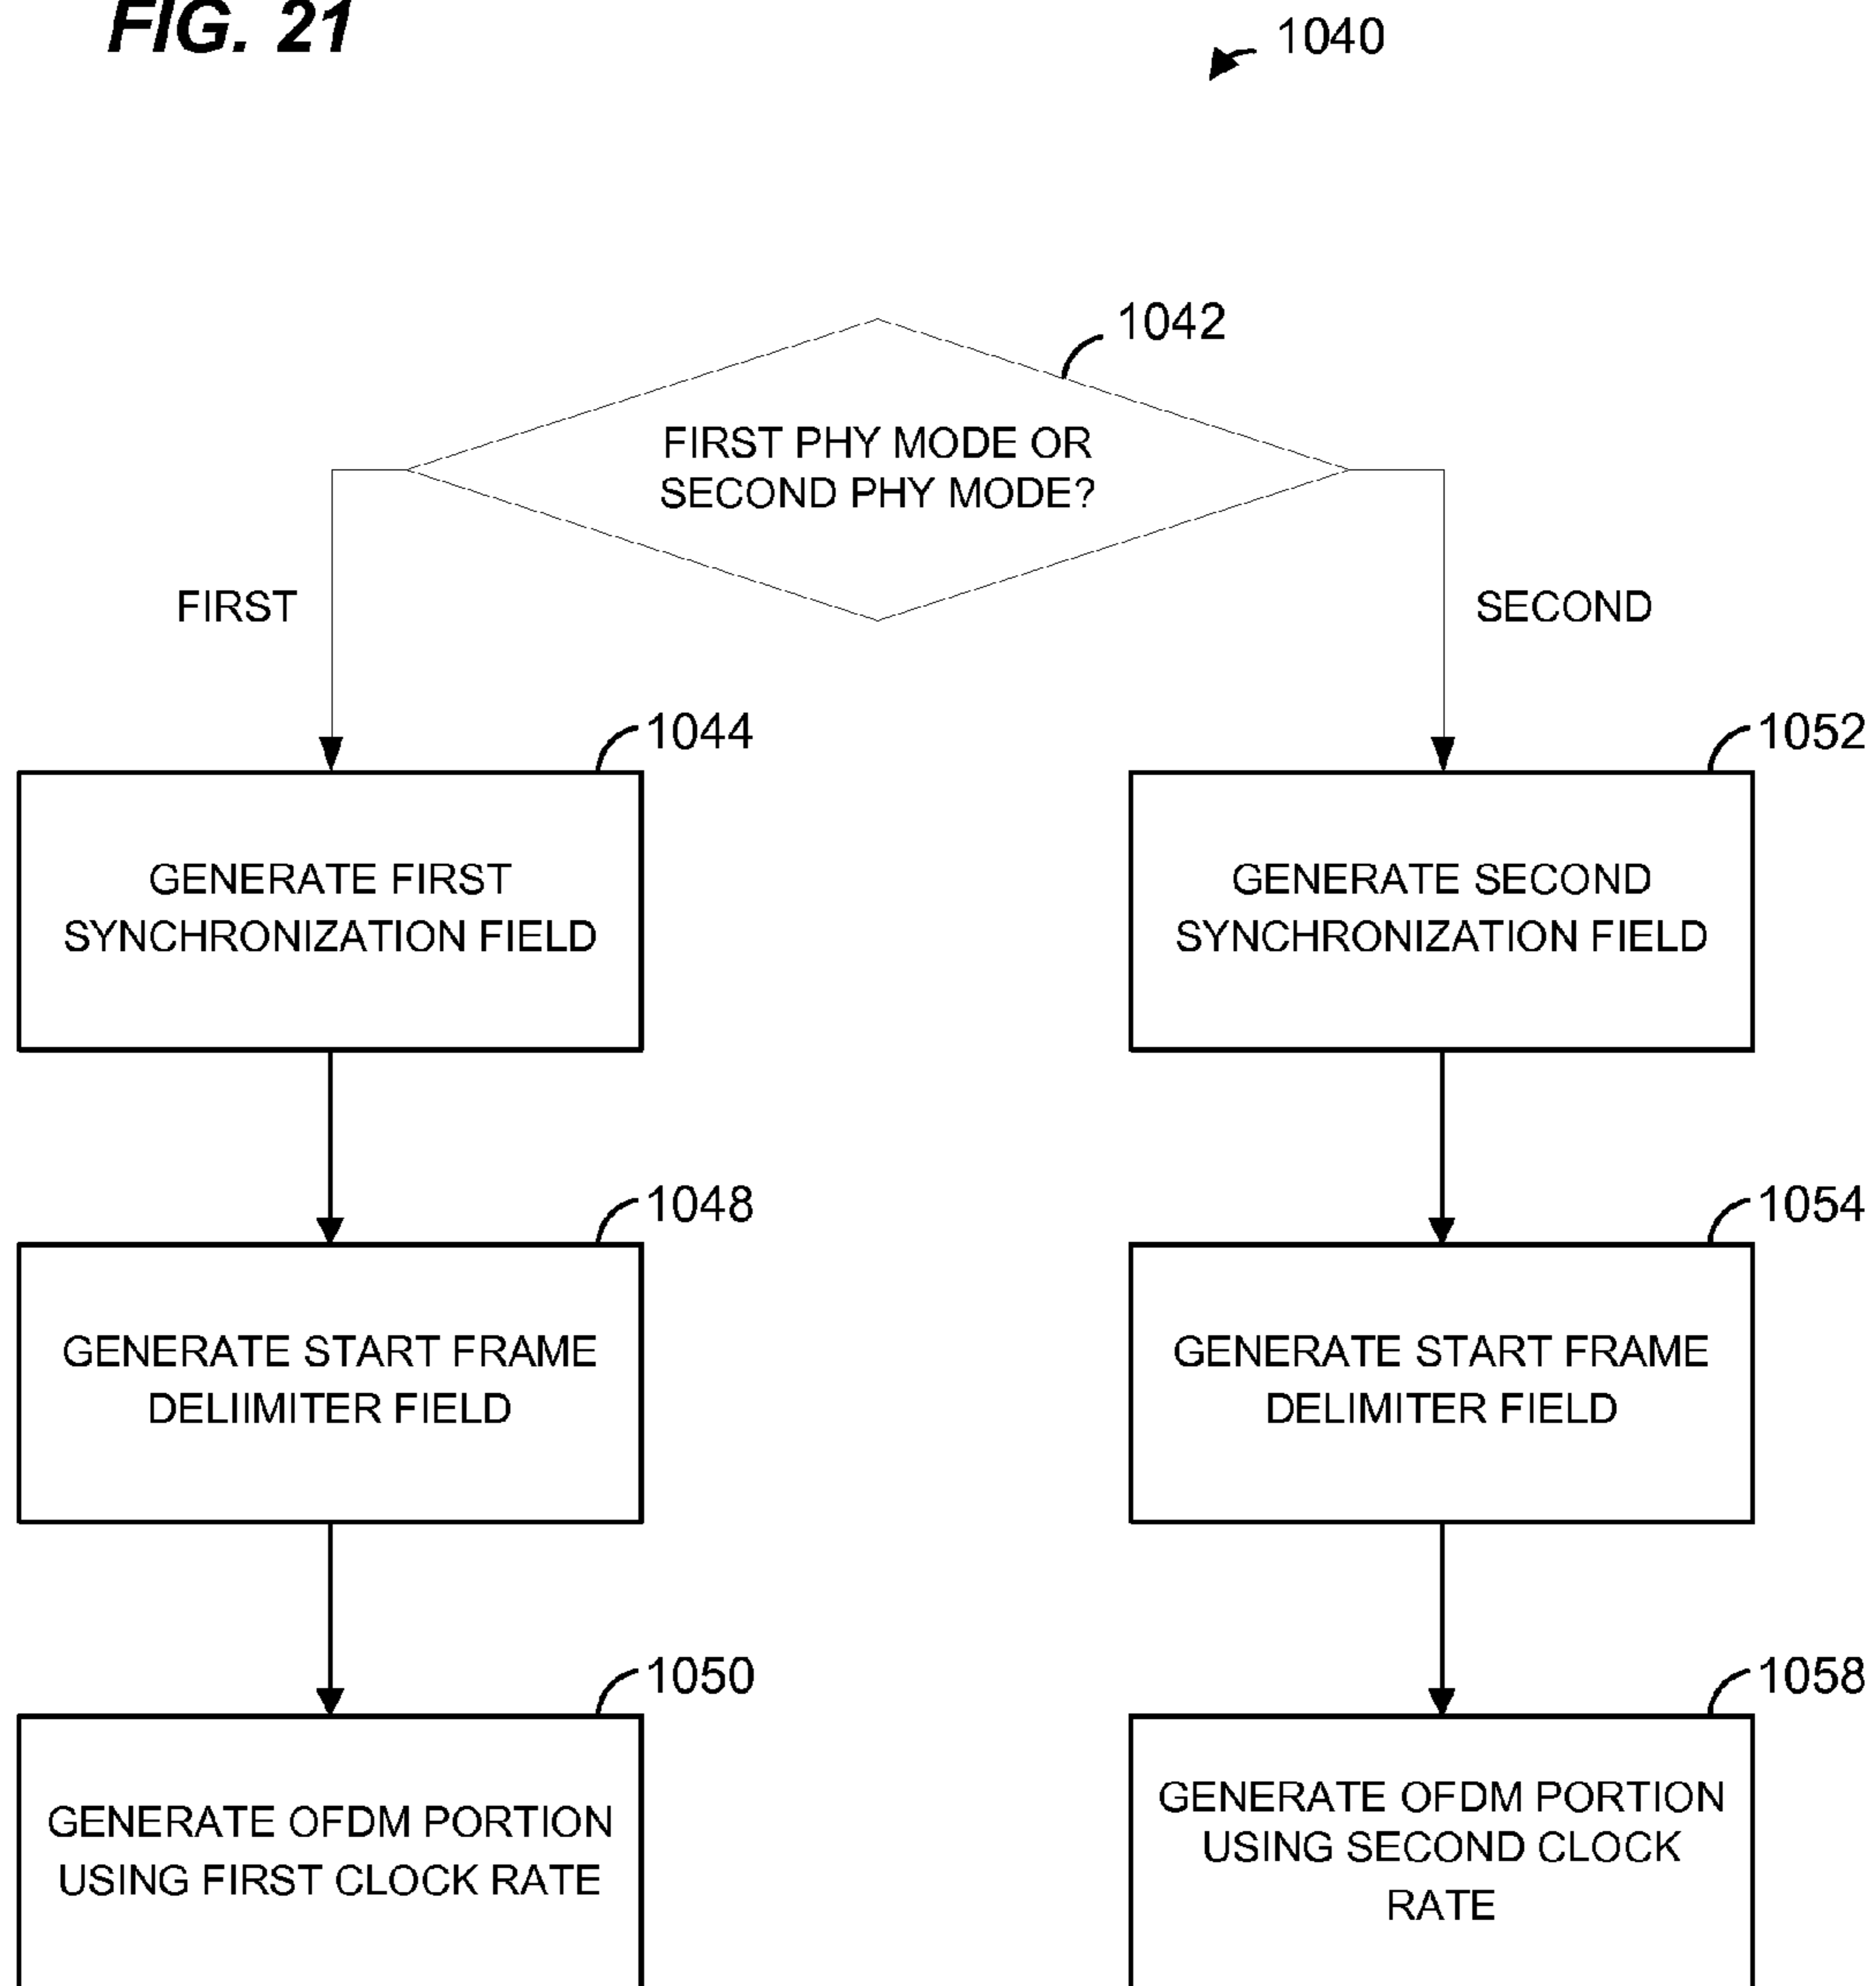 FIG. 21
1040
1042
FIRST PHY MODE OR
SECOND PHY MODE?
FIRST
SECOND
1044
GENERATE FIRST
SYNCHRONIZATION FIELD
1052
GENERATE SECOND
SYNCHRONIZATION FIELD
1048
GENERATE START FRAME
DELIIMITER FIELD
1054
GENERATE START FRAME
DELIMITER FIELD
1050
GENERATE OFDM PORTION
USING FIRST CLOCK RATE
1058
GENERATE OFDM PORTION
USING SECOND CLOCK
RATE